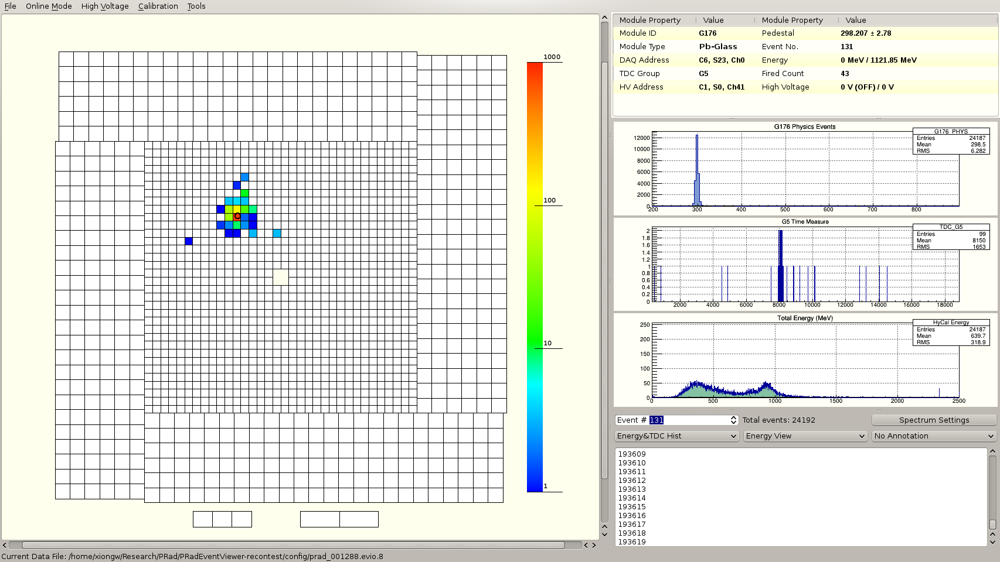 File Online Mode High Voltage Calibration Tools
1000
100
10
1
Module Property Value Module Property Value
Module ID G176 Pedestal 298.207 ± 2.78
Module Type Pb-Glass Event No. 131
DAQ Address C6, S23, Ch0 Energy 0 MeV / 1121.85 MeV
TDC Group G5 Fired Count 43
HV Address C1, S0, Ch41 High Voltage 0 V (OFF) / 0 V
G176 Physics Events
G176_PHYS
Entries 24187
Mean 298.5
RMS 6.282
12000
10000
8000
6000
4000
2000
0
200 300 400 500 600 700 800
G5 Time Measure
TDC_G5
Entries 99
Mean 8150
RMS 1653
2
1.8
1.6
1.4
1.2
1
0.8
0.6
0.4
0.2
0
2000 4000 6000 8000 10000 12000 14000 16000 18000
Total Energy (MeV)
HyCal Energy
Entries 24187
Mean 639.7
RMS 318.9
250
200
150
100
50
0
0 500 1000 1500 2000 2500
Event # 131 Total events: 24192 Spectrum Settings
Energy&TDC Hist Energy View No Annotation
193609
193610
193611
193612
193613
193614
193615
193616
193617
193618
193619
Current Data File: /home/xiongw/Research/PRad/PRadEventViewer-recontest/config/prad_001288.evio.8